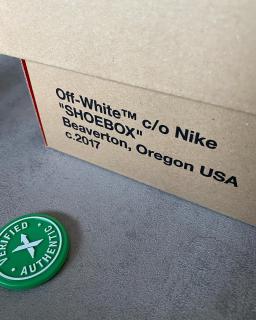 Off-White™ c/o Nike
"SHOEBOX"
Beaverton, Oregon USA
c.2017
VERIFIED
AUTHENTIC